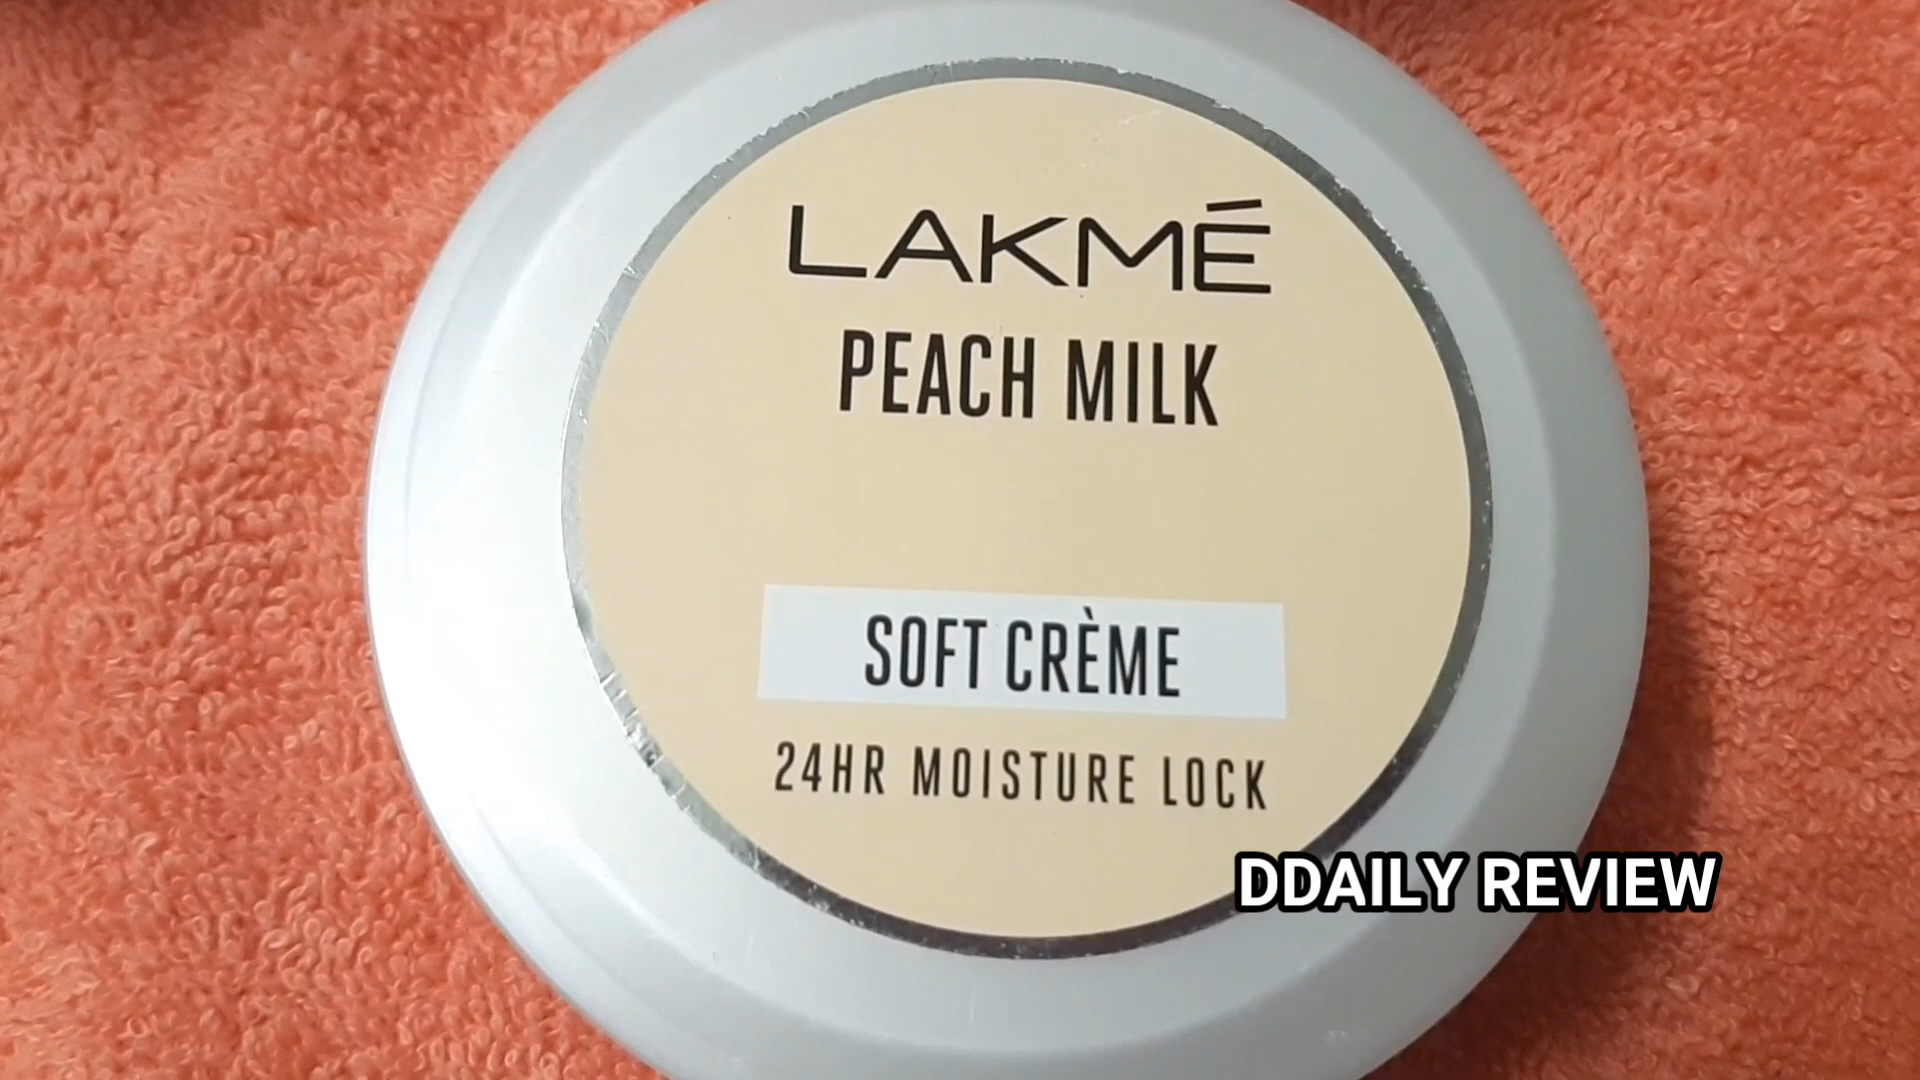 LAKMÉ
PEACH MILK
SOFT CRÈME
24HR MOISTURE LOCK
DDAILY REVIEW